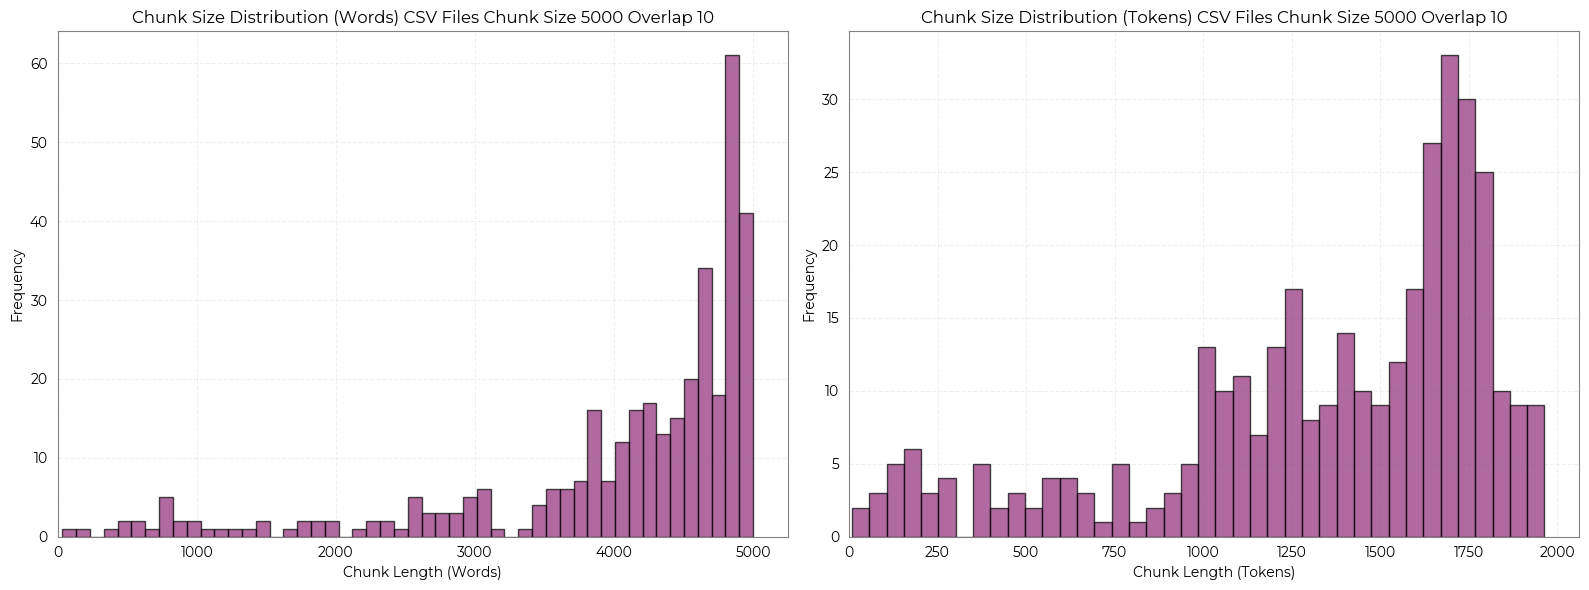 Chunk Size Distribution (Words) CSV Files Chunk Size 5000 Overlap 10
60
50
40
30
20
10
0
Frequency
0 1000 2000 3000 4000 5000
Chunk Length (Words)
Chunk Size Distribution (Tokens) CSV Files Chunk Size 5000 Overlap 10
30
25
20
15
10
5
0
Frequency
0 250 500 750 1000 1250 1500 1750 2000
Chunk Length (Tokens)